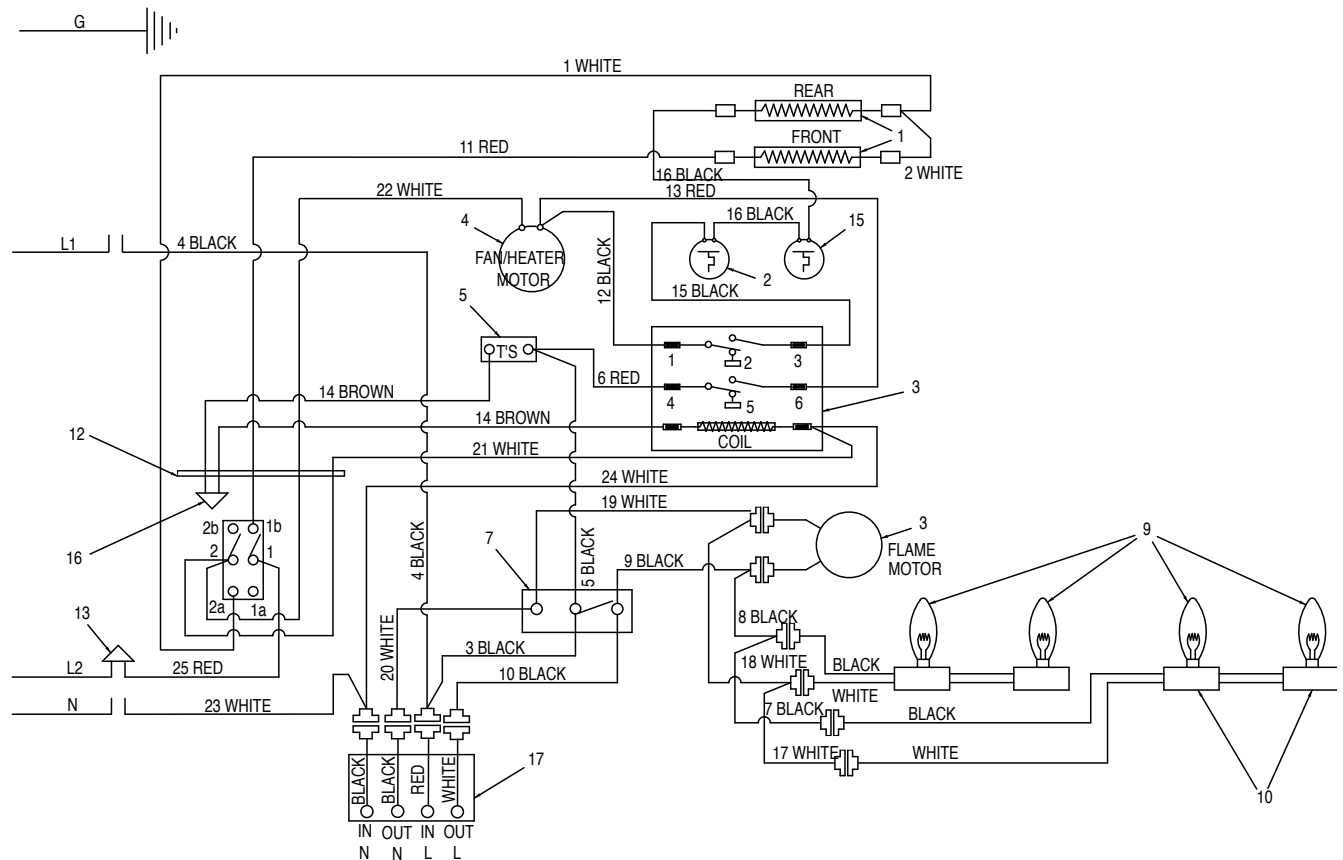 G
1 WHITE
REAR
1
11 RED
FRONT
2 WHITE
16 BLACK
22 WHITE
13 RED
4
16 BLACK
15
L1
4 BLACK
FAN/HEATER
MOTOR
12 BLACK
2
15 BLACK
5
T'S
1
2
3
6 RED
4
5
6
3
14 BROWN
14 BROWN
COIL
12
21 WHITE
24 WHITE
19 WHITE
16
2b
1b
2
1
2a
1a
4 BLACK
7
5 BLACK
9 BLACK
3
FLAME
MOTOR
9
13
20 WHITE
3 BLACK
10 BLACK
8 BLACK
18 WHITE
BLACK
WHITE
L2
25 RED
N
23 WHITE
7 BLACK
BLACK
17 WHITE
WHITE
10
17
BLACK
BLACK
RED
WHITE
IN
OUT
IN
OUT
N
N
L
L